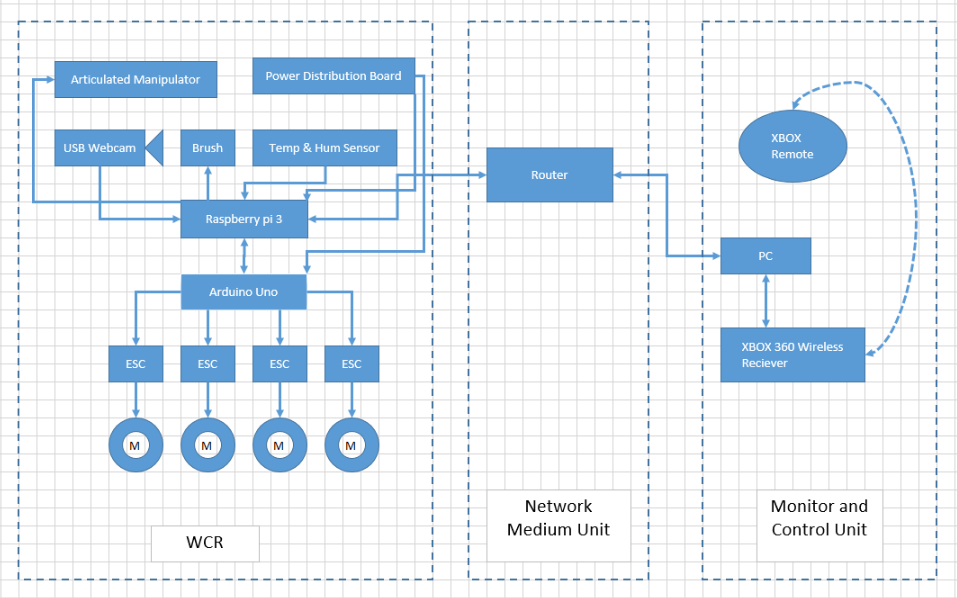 Articulated Manipulator
Power Distribution Board
USB Webcam
Brush
Temp & Hum Sensor
Raspberry pi 3
Arduino Uno
ESC
ESC
ESC
ESC
M
M
M
M
WCR
Router
Network
Medium Unit
XBOX
Remote
PC
XBOX 360 Wireless
Reciever
Monitor and
Control Unit